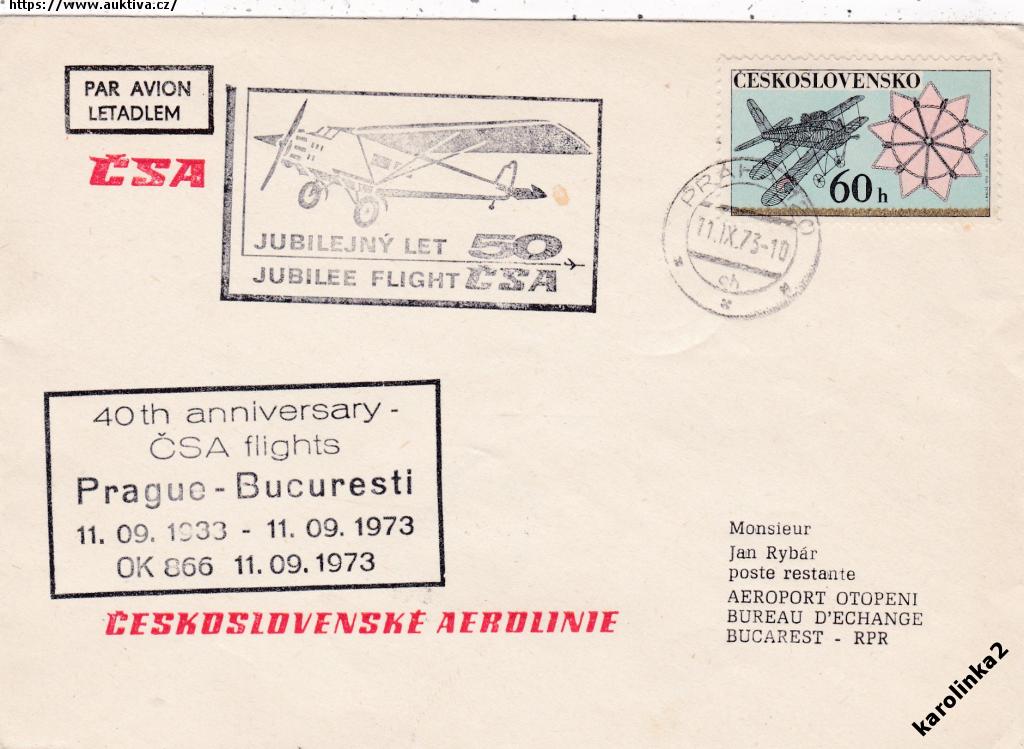 https://www.auktiva.cz/
PAR AVION
LETADLEM
ČSA
JUBILEJNÝ LET 50
JUBILEE FLIGHT ČSA
ČESKOSLOVENSKO
60 h
11.IX.73-10
ch
40th anniversary -
ČSA flights
Prague - Bucuresti
11. 09. 1933 - 11. 09. 1973
OK 866 11. 09. 1973
ČESKOSLOVENSKÉ AEROLINIE
Monsieur
Jan Rybár
poste restante
AEROPORT OTOPENI
BUREAU D'ECHANGE
BUCAREST - RPR
karolinka2